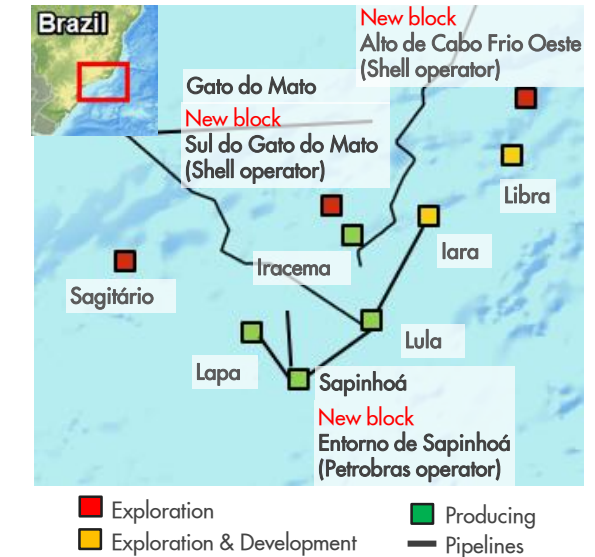 Brazil
New block
Alto de Cabo Frio Oeste
(Shell operator)
Gato do Mato
New block
Sul do Gato do Mato
(Shell operator)
Libra
Iara
Iracema
Sagitário
Lula
Lapa
Sapinhoá
New block
Entorno de Sapinhoá
(Petrobras operator)
Exploration
Producing
Exploration & Development
Pipelines